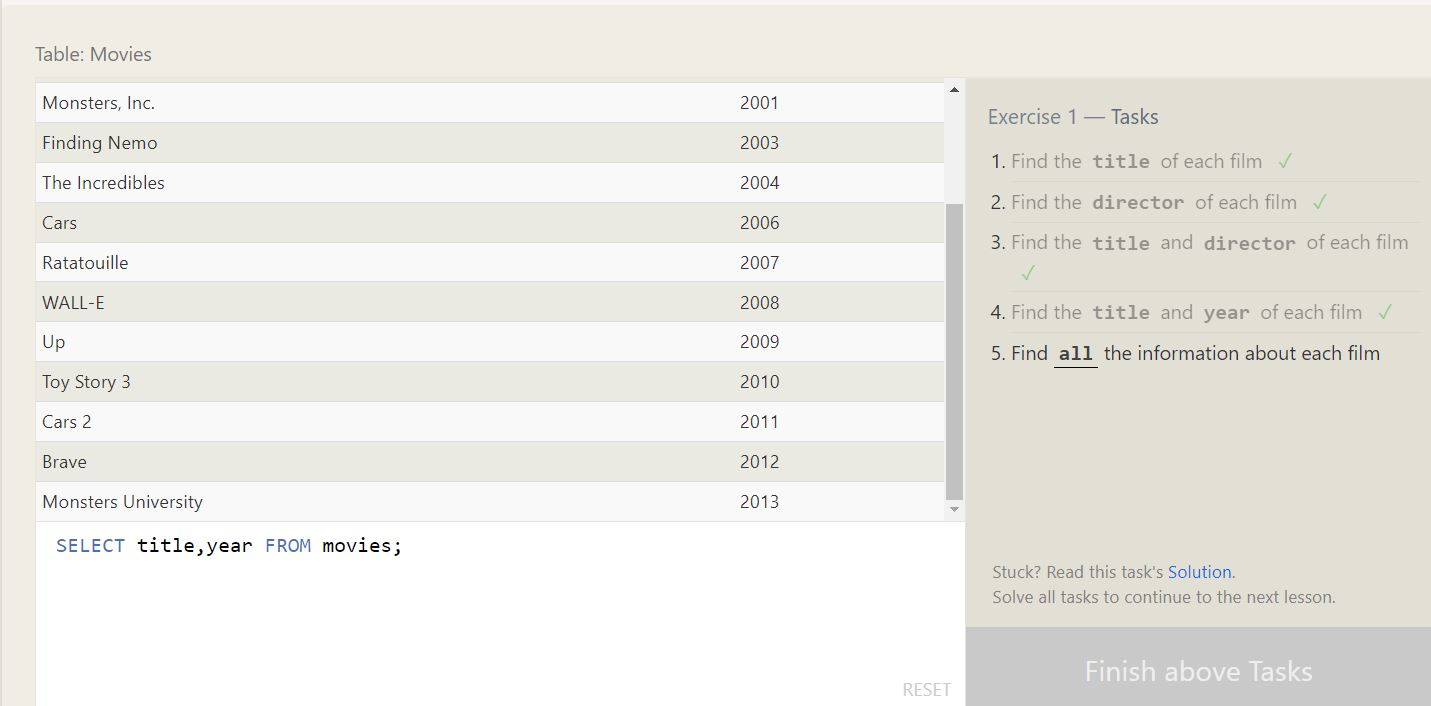 Table: Movies
Monsters, Inc. 2001
Finding Nemo 2003
The Incredibles 2004
Cars 2006
Ratatouille 2007
WALL-E 2008
Up 2009
Toy Story 3 2010
Cars 2 2011
Brave 2012
Monsters University 2013
SELECT title,year FROM movies;
RESET
Exercise 1 — Tasks
1. Find the title of each film ✓
2. Find the director of each film ✓
3. Find the title and director of each film
✓
4. Find the title and year of each film ✓
5. Find all the information about each film
Stuck? Read this task's Solution.
Solve all tasks to continue to the next lesson.
Finish above Tasks